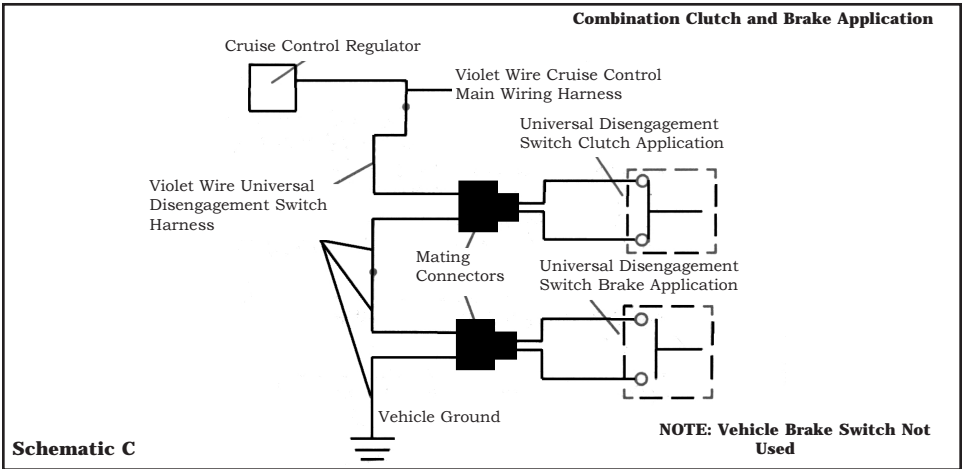 Combination Clutch and Brake Application
Cruise Control Regulator
Violet Wire Cruise Control
Main Wiring Harness
Universal Disengagement
Switch Clutch Application
Violet Wire Universal
Disengagement Switch
Harness
Mating
Connectors
Universal Disengagement
Switch Brake Application
Vehicle Ground
NOTE: Vehicle Brake Switch Not
Used
Schematic C